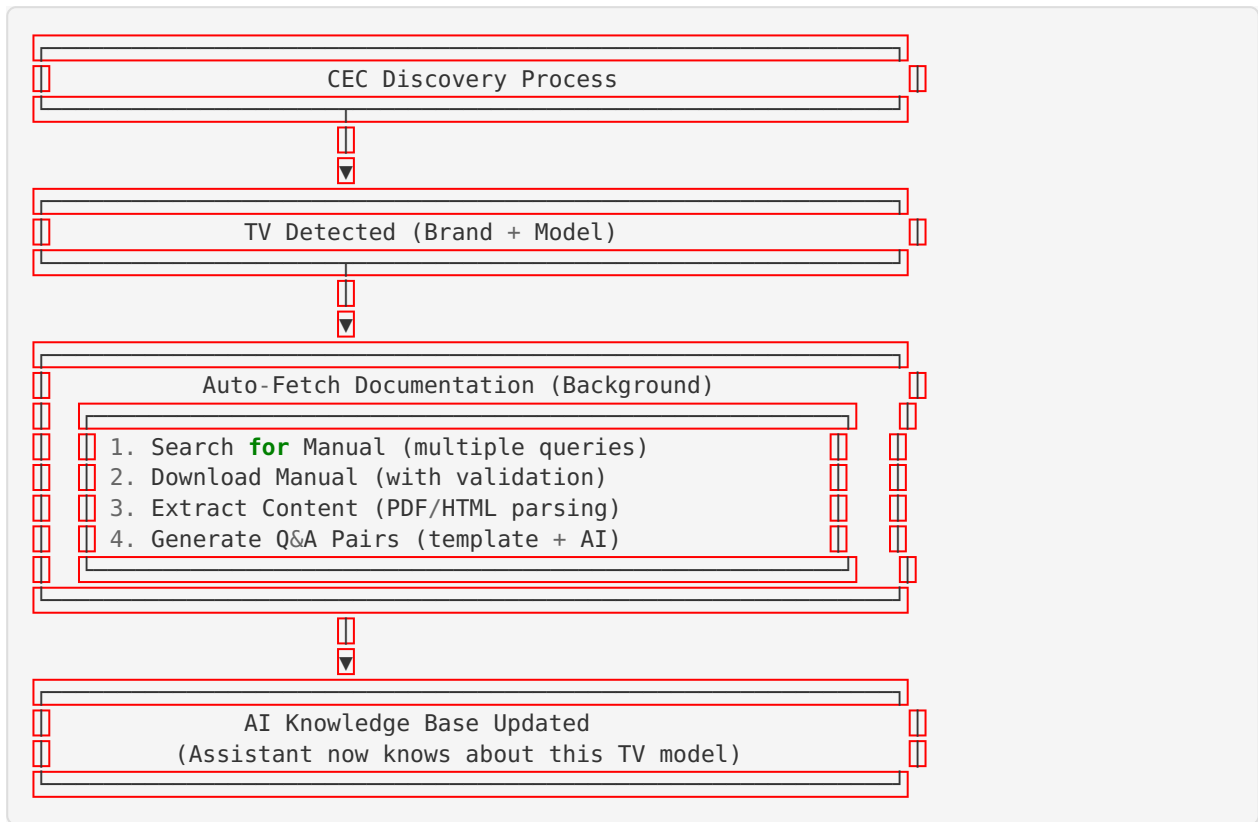 CEC Discovery Process
▼
TV Detected (Brand + Model)
▼
Auto-Fetch Documentation (Background)
1. Search for Manual (multiple queries)
2. Download Manual (with validation)
3. Extract Content (PDF/HTML parsing)
4. Generate Q&A Pairs (template + AI)
▼
AI Knowledge Base Updated
(Assistant now knows about this TV model)